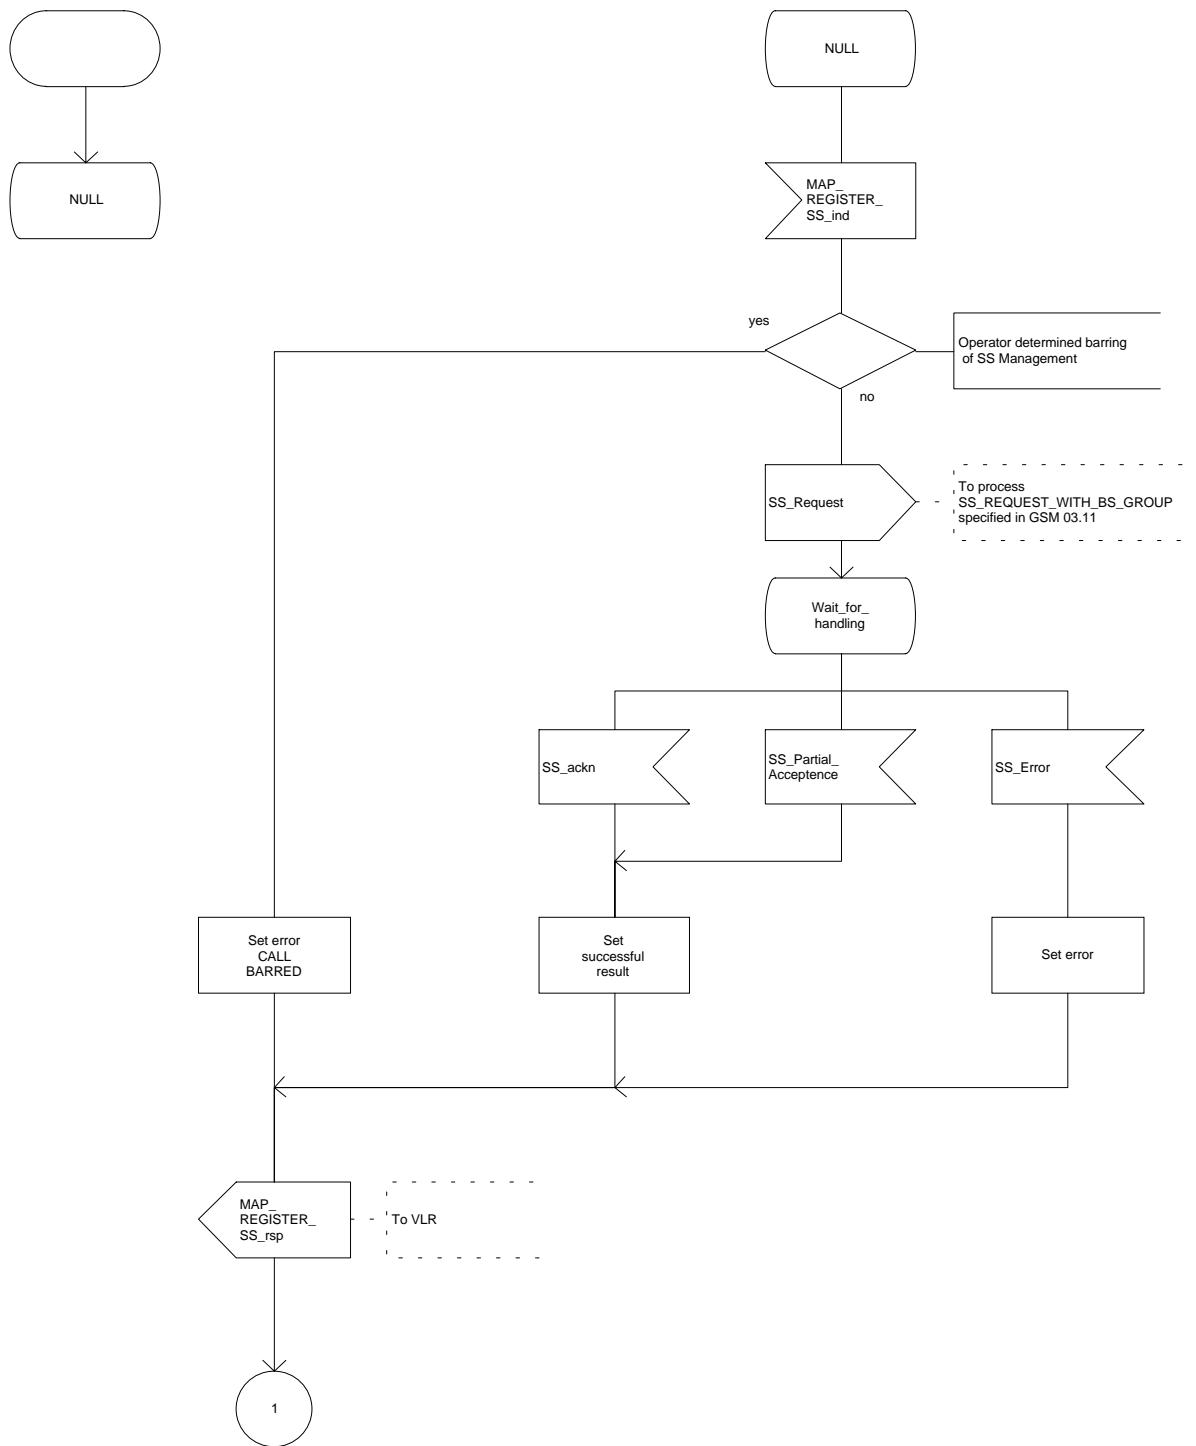 NULL
NULL
MAP_
REGISTER_
SS_ind
yes
Operator determined barring
of SS Management
no
SS_Request
To process
SS_REQUEST_WITH_BS_GROUP
specified in GSM 03.11
Wait_for_
handling
SS_ackn
SS_Partial_
Acceptence
SS_Error
Set error
CALL
BARRED
Set
successful
result
Set error
MAP_
REGISTER_
SS_rsp
To VLR
1